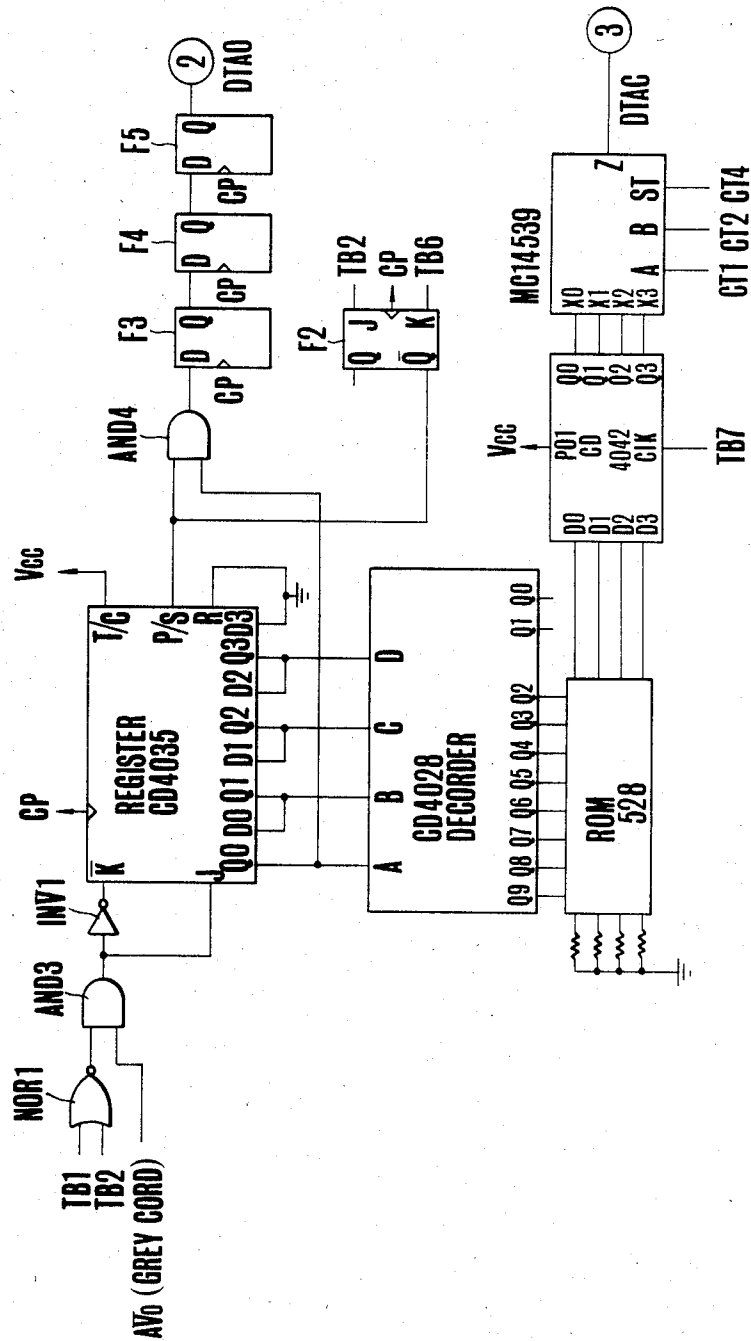 TB1
TB2
AV0 (GREY CORD)
NOR1
AND3
INV1
K
J
CP
REGISTER
CD4035
Vcc
T/C
P/S
R
Q0 D0 Q1 D1 Q2 D2 Q3 D3
AND4
F3
D Q
CP
F4
D Q
CP
F5
D Q
CP
2
DTA0
F2
Q J
Q K
TB2
CP
TB6
A B C D
CD4028
DECORDER
Q9 Q8 Q7 Q6 Q5 Q4 Q3 Q2 Q1 Q0
ROM
528
Vcc
D0
D1
D2
D3
PO1
CD
4042
ClK
Q0
Q1
Q2
Q3
TB7
MC14539
X0
X1
X2
X3
Z
A B ST
CT1 CT2 CT4
DTAC
3